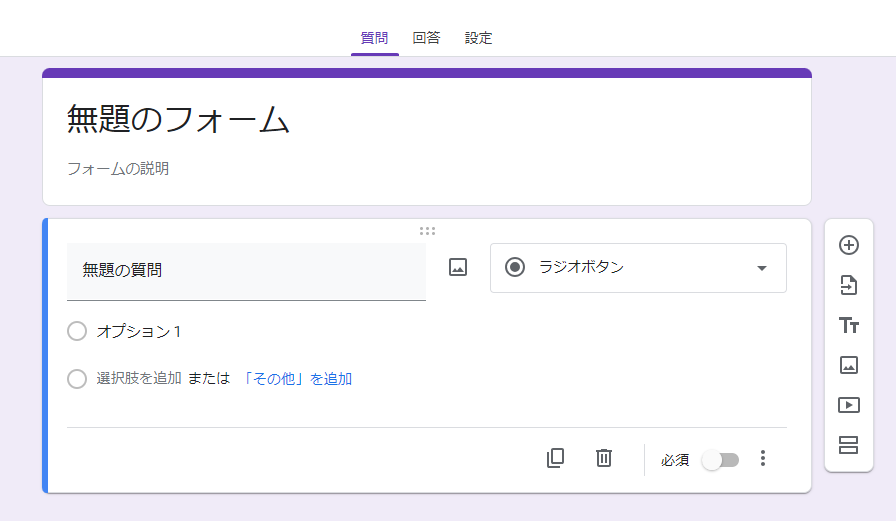 質問 回答 設定
無題のフォーム
フォームの説明
無題の質問
ラジオボタン
オプション 1
選択肢を追加 または 「その他」を追加
必須
Tт